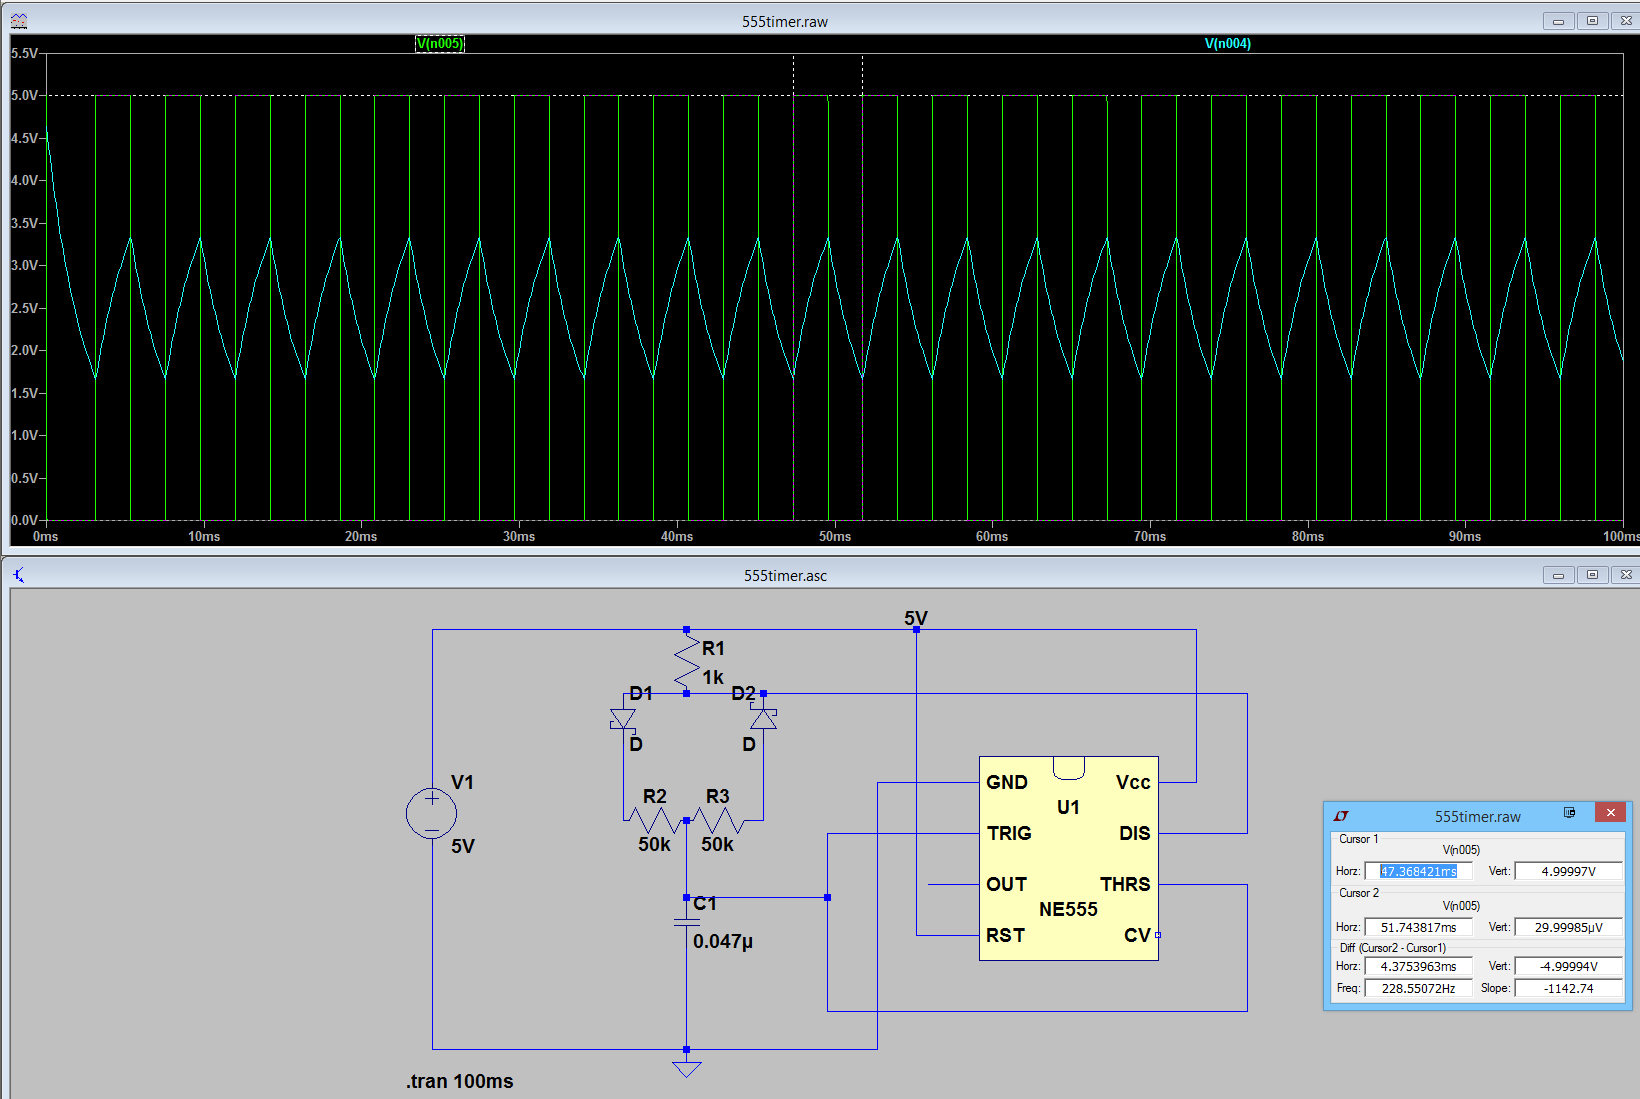 555timer.raw
V(n005) V(n004)
5.5V
5.0V
4.5V
4.0V
3.5V
3.0V
2.5V
2.0V
1.5V
1.0V
0.5V
0.0V
0ms 10ms 20ms 30ms 40ms 50ms 60ms 70ms 80ms 90ms 100ms
555timer.asc
5V
R1
1k
D1 D2
D D
V1
5V
R2 R3
50k 50k
C1
0.047µ
GND Vcc
U1
TRIG DIS
OUT THRS
NE555
RST CV
.tran 100ms
555timer.raw
Cursor 1
V(n005)
Horz: 47.368421ms Vert: 4.99997V
Cursor 2
V(n005)
Horz: 51.743817ms Vert: 29.99985µV
Diff (Cursor2 - Cursor1)
Horz: 4.3753963ms Vert: -4.99994V
Freq: 228.55072Hz Slope: -1142.74